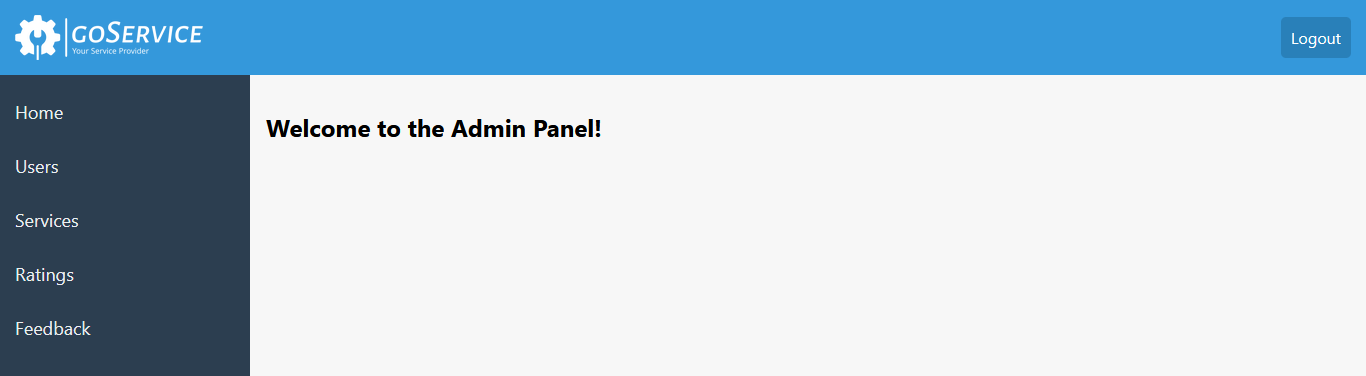 GOSERVICE
Your Service Provider
Logout
Home
Users
Services
Ratings
Feedback
Welcome to the Admin Panel!